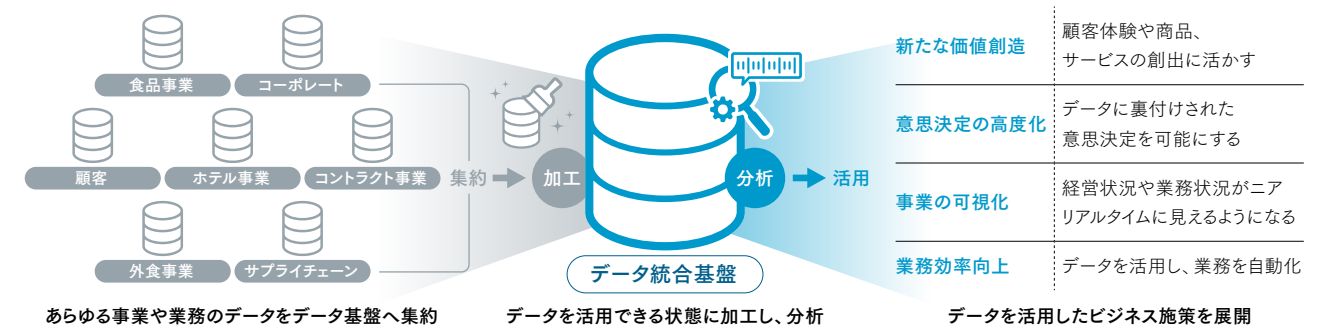 食品事業
コーポレート
顧客
ホテル事業
コントラクト事業
外食事業
サプライチェーン
集約
加工
分析
活用
データ統合基盤
新たな価値創造
顧客体験や商品、
サービスの創出に活かす
意思決定の高度化
データに裏付けされた
意思決定を可能にする
事業の可視化
経営状況や業務状況がニア
リアルタイムに見えるようになる
業務効率向上
データを活用し、業務を自動化
あらゆる事業や業務のデータをデータ基盤へ集約
データを活用できる状態に加工し、分析
データを活用したビジネス施策を展開